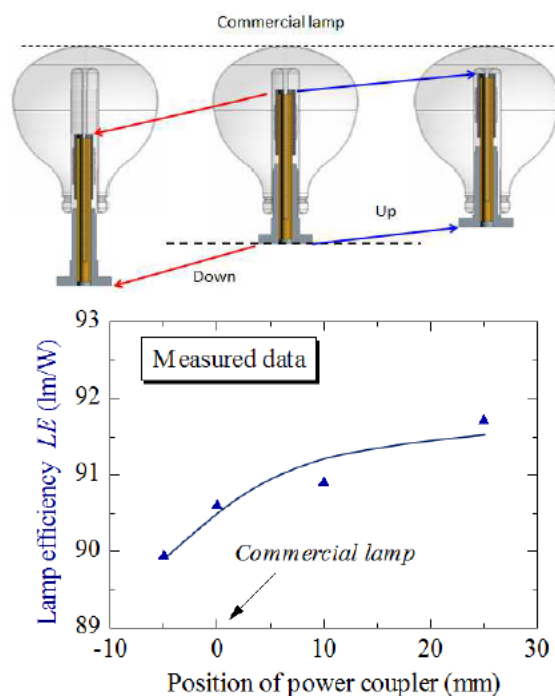 Commercial lamp
Up
Down
93
92
91
90
89
Lamp efficiency LE (lm/W)
Measured data
Commercial lamp
-10 0 10 20 30
Position of power coupler (mm)